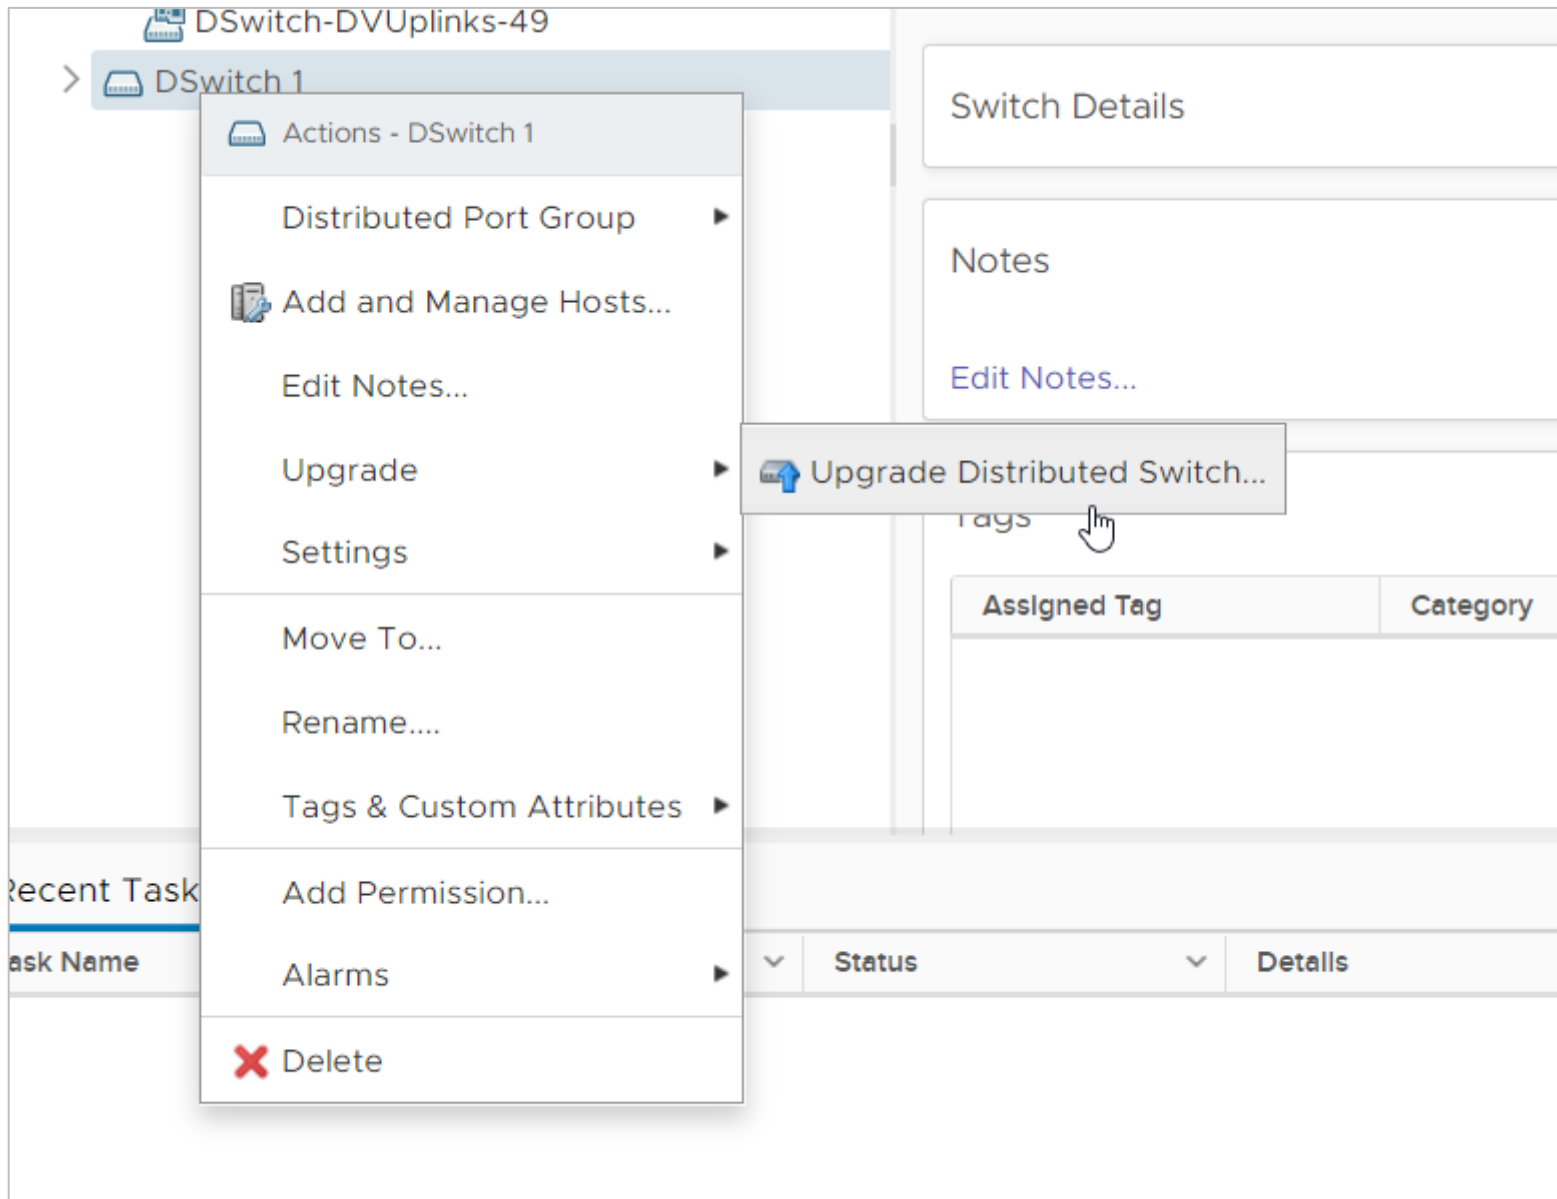 DSwitch-DVUplinks-49
DSwitch 1
Actions - DSwitch 1
Distributed Port Group
Add and Manage Hosts...
Edit Notes...
Upgrade
Settings
Move To...
Rename....
Tags & Custom Attributes
Add Permission...
Alarms
Delete
Upgrade Distributed Switch...
Switch Details
Notes
Edit Notes...
Tags
Assigned Tag
Category
Recent Task
ask Name
Status
Details